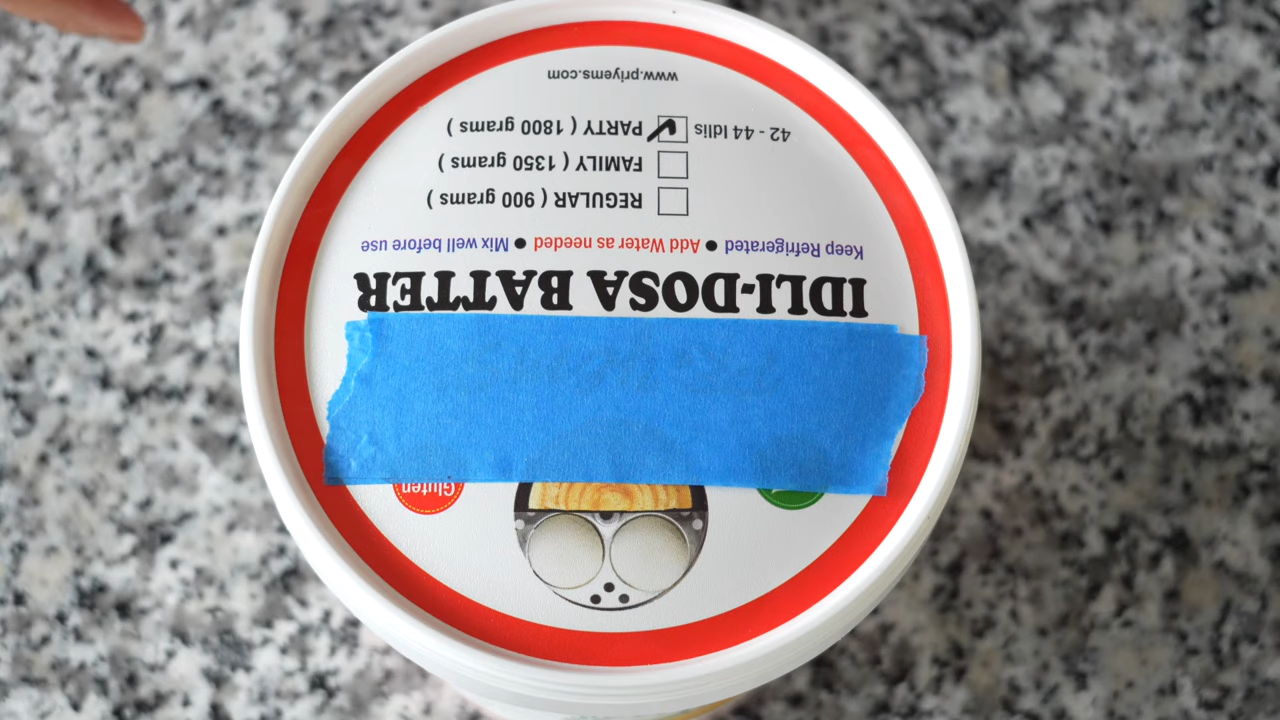 Gluten
IDLI-DOSA BATTER
Keep Refrigerated ● Add Water as needed ● Mix well before use
REGULAR ( 900 grams )
FAMILY ( 1350 grams )
42 - 44 Idlis PARTY ( 1800 grams )
www.priyems.com